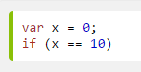 var x = 0;
if (x == 10)